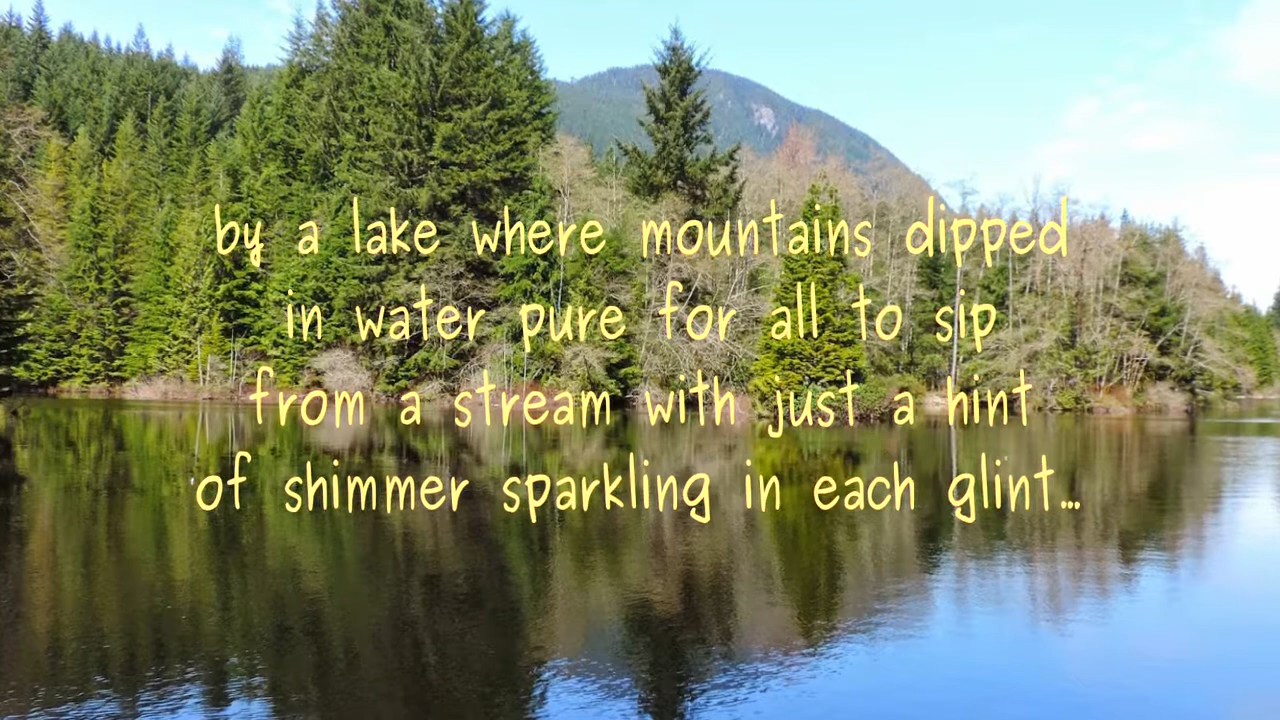 by a lake where mountains dipped
in water pure for all to sip
from a stream with just a hint
of shimmer sparkling in each glint...